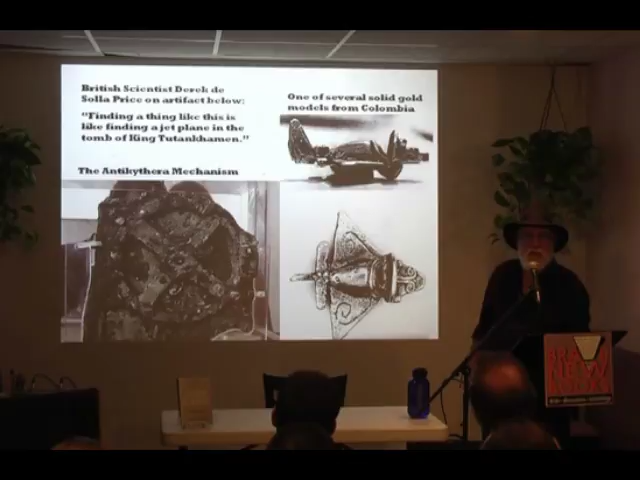 British Scientist Derek de
Solla Price on artifact below:
"Finding a thing like this is
like finding a jet plane in the
tomb of King Tutankhamen."
The Antikythera Mechanism
One of several solid gold
models from Colombia